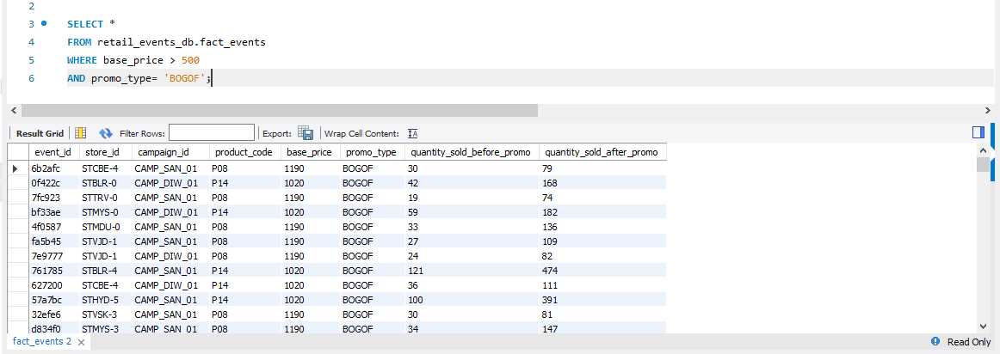 2
3 SELECT *
4 FROM retail_events_db.fact_events
5 WHERE base_price > 500
6 AND promo_type= 'BOGOF';
Result Grid Filter Rows: Export: Wrap Cell Content:
event_id store_id campaign_id product_code base_price promo_type quantity_sold_before_promo quantity_sold_after_promo
6b2afc STCBE-4 CAMP_SAN_01 P08 1190 BOGOF 30 79
0f422c STBLR-0 CAMP_DIW_01 P14 1020 BOGOF 42 168
7fc923 STTRV-0 CAMP_SAN_01 P08 1190 BOGOF 19 74
bf33ae STMYS-0 CAMP_DIW_01 P14 1020 BOGOF 59 182
4f0587 STMDU-0 CAMP_SAN_01 P08 1190 BOGOF 33 136
fa5b45 STVJD-1 CAMP_SAN_01 P08 1190 BOGOF 27 109
7e9777 STVJD-1 CAMP_DIW_01 P08 1190 BOGOF 24 82
761785 STBLR-4 CAMP_SAN_01 P14 1020 BOGOF 121 474
627200 STCBE-4 CAMP_DIW_01 P14 1020 BOGOF 36 111
57a7bc STHYD-5 CAMP_SAN_01 P14 1020 BOGOF 100 391
32efe6 STVSK-3 CAMP_SAN_01 P08 1190 BOGOF 30 81
d834f0 STMYS-3 CAMP_SAN_01 P08 1190 BOGOF 34 147
fact_events 2 Read Only